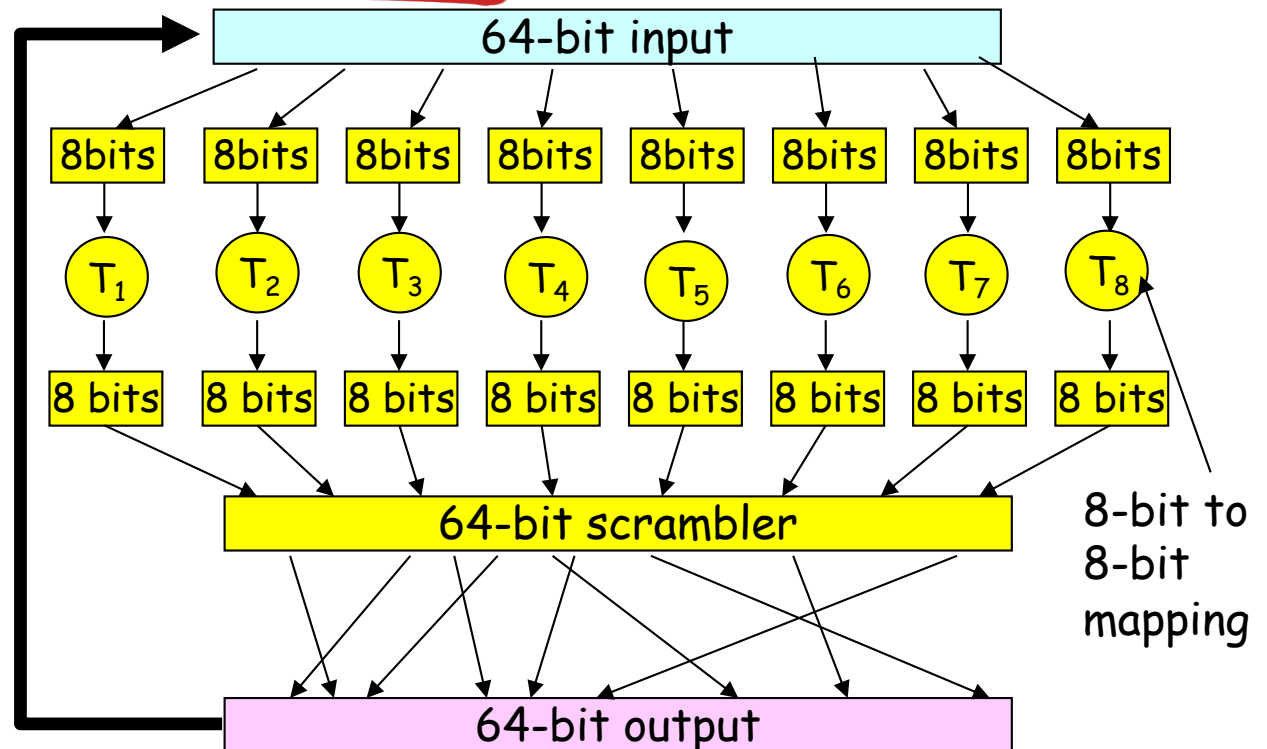 64-bit input
8bits 8bits 8bits 8bits 8bits 8bits 8bits 8bits
T₁ T₂ T₃ T₄ T₅ T₆ T₇ T₈
8 bits 8 bits 8 bits 8 bits 8 bits 8 bits 8 bits 8 bits
64-bit scrambler
8-bit to
8-bit
mapping
64-bit output